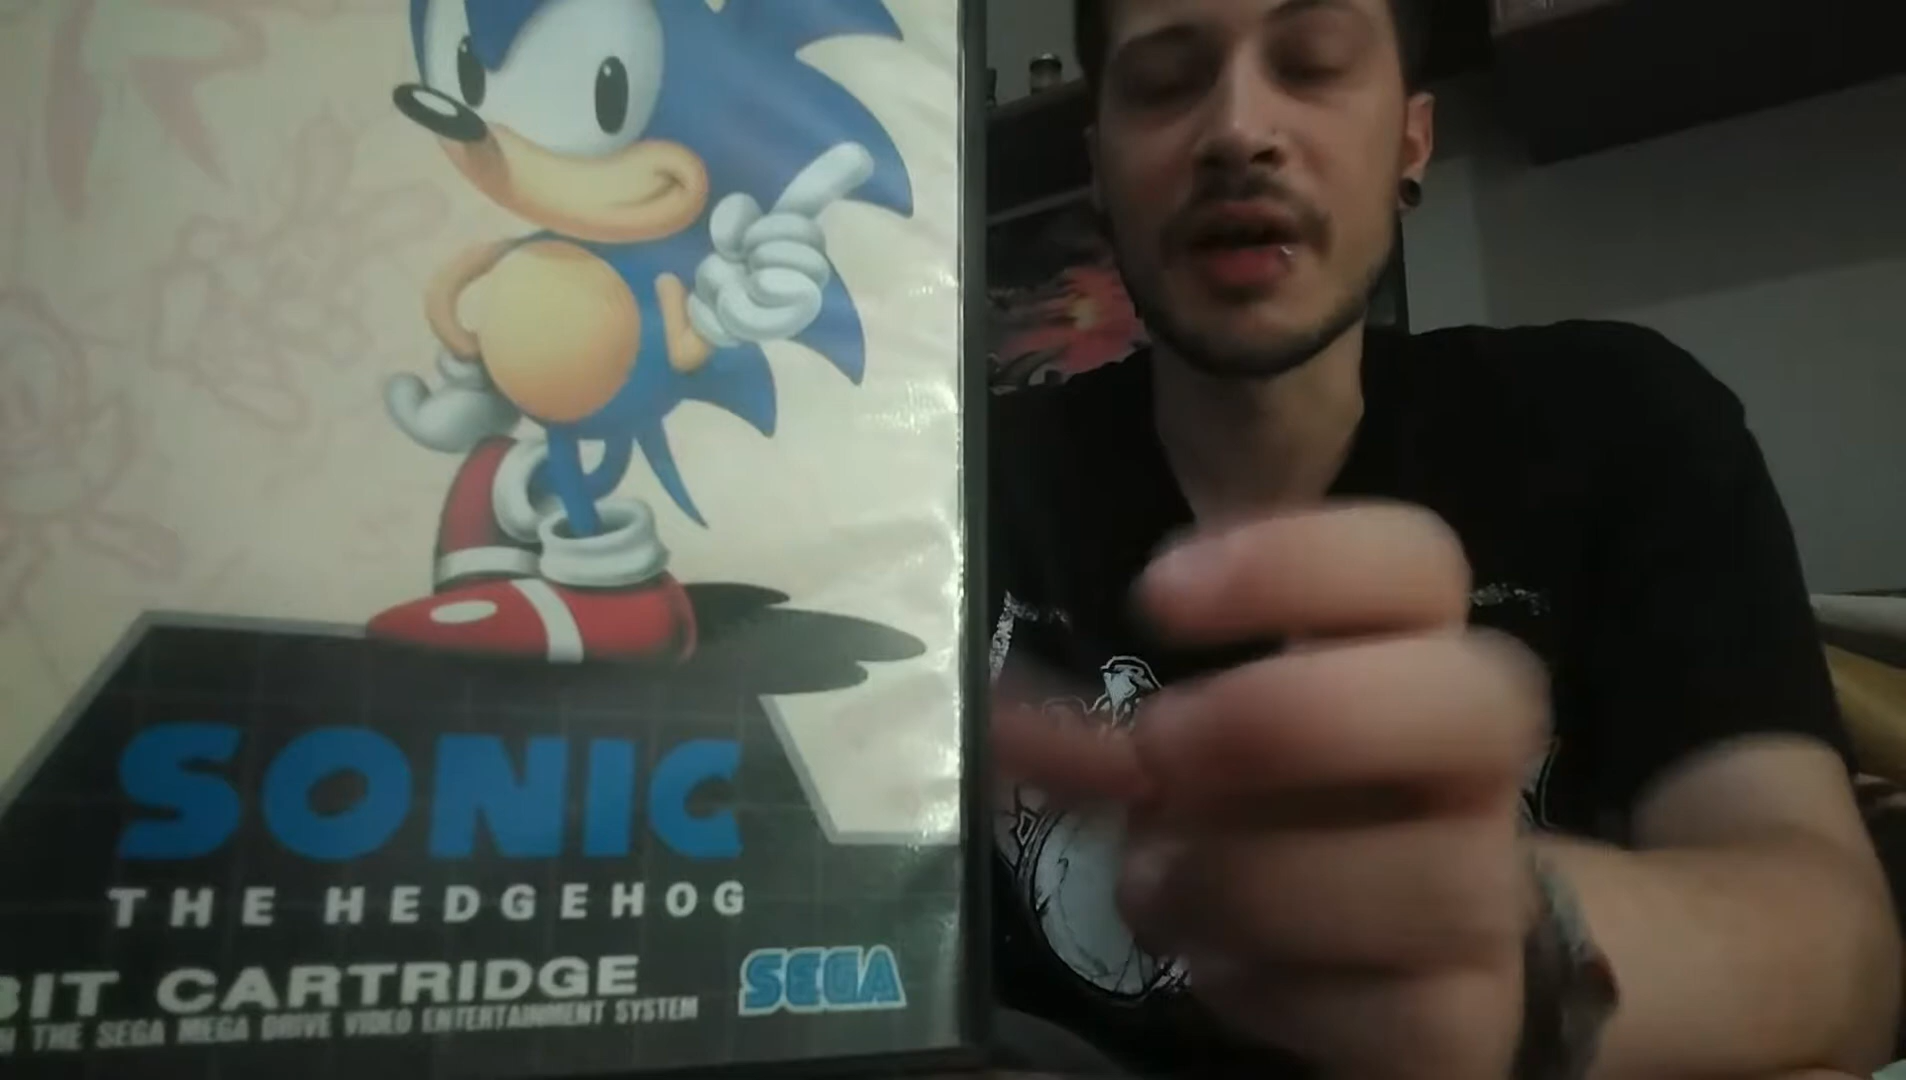 SONIC
THE HEDGEHOG
BIT CARTRIDGE
SEGA
THE SEGA MEGA DRIVE VIDEO ENTERTAINMENT SYSTEM